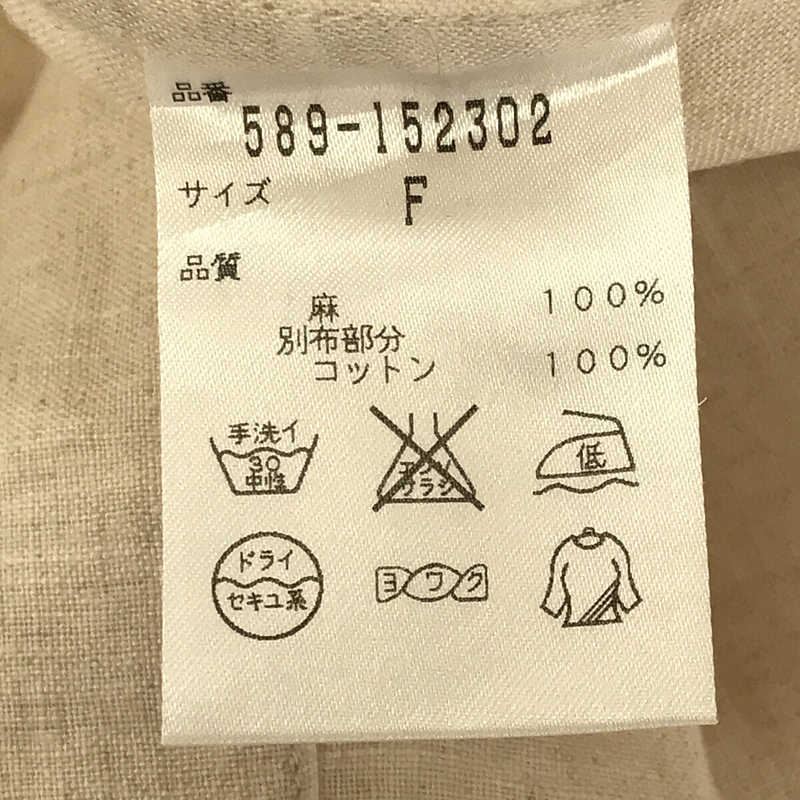 品番
589-152302
サイズ F
品質
麻 100%
別布部分
コットン 100%
手洗イ
30
中性
エンソ
サラシ
低
ドライ
セキユ系
ヨワク